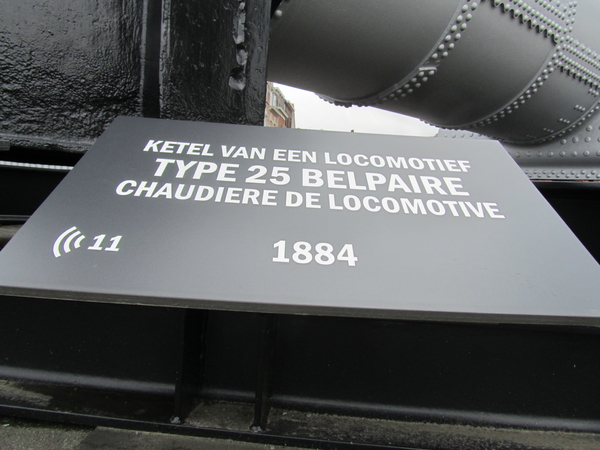 KETEL VAN EEN LOCOMOTIEF
TYPE 25 BELPAIRE
CHAUDIERE DE LOCOMOTIVE
11
1884